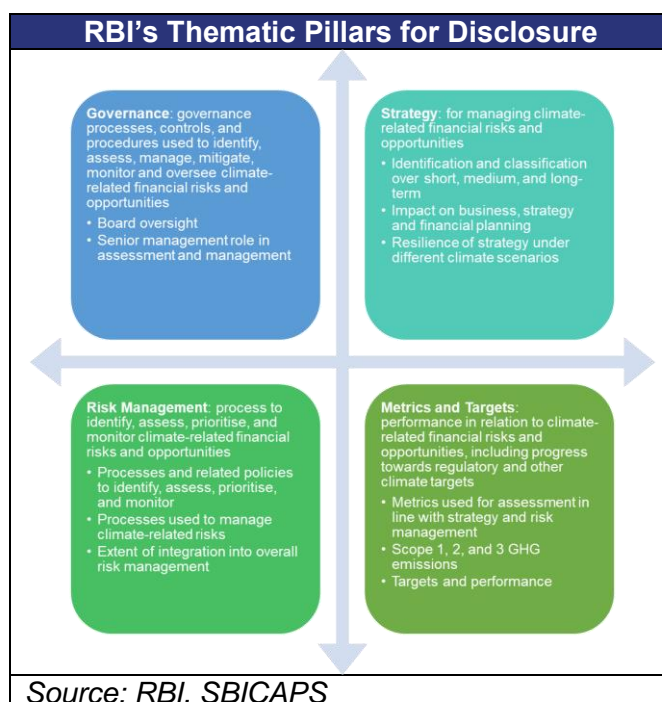 RBI's Thematic Pillars for Disclosure
Governance: governance
processes, controls, and
procedures used to identify,
assess, manage, mitigate,
monitor and oversee climate-
related financial risks and
opportunities
• Board oversight
• Senior management role in
assessment and management
Strategy: for managing climate-
related financial risks and
opportunities
• Identification and classification
over short, medium, and long-
term
• Impact on business, strategy
and financial planning
• Resilience of strategy under
different climate scenarios
Risk Management: process to
identify, assess, prioritise, and
monitor climate-related financial
risks and opportunities
• Processes and related policies
to identify, assess, prioritise,
and monitor
• Processes used to manage
climate-related risks
• Extent of integration into overall
risk management
Metrics and Targets:
performance in relation to climate-
related financial risks and
opportunities, including progress
towards regulatory and other
climate targets
• Metrics used for assessment in
line with strategy and risk
management
• Scope 1, 2, and 3 GHG
emissions
• Targets and performance
Source: RBI, SBICAPS